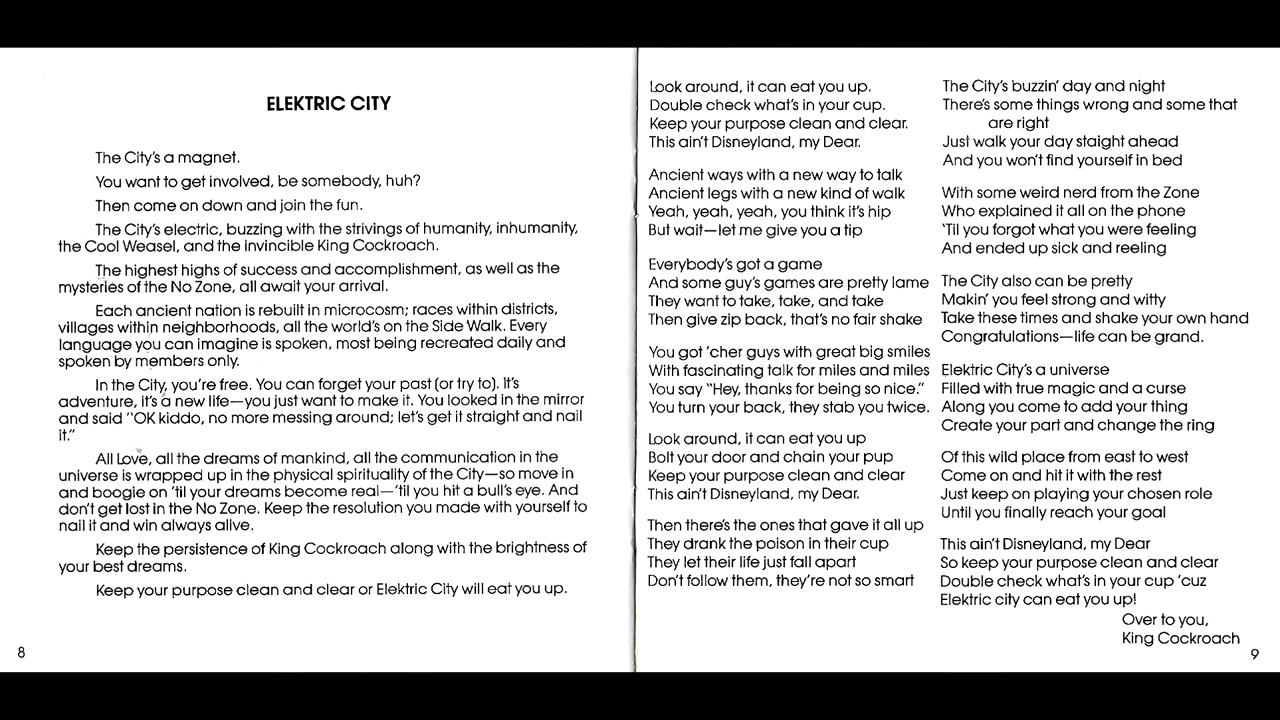 ELEKTRIC CITY
The City's a magnet.
You want to get involved, be somebody, huh?
Then come on down and join the fun.
The City's electric, buzzing with the strivings of humanity, inhumanity,
the Cool Weasel, and the invincible King Cockroach.
The highest highs of success and accomplishment, as well as the
mysteries of the No Zone, all await your arrival.
Each ancient nation is rebuilt in microcosm; races within districts,
villages within neighborhoods, all the world's on the Side Walk. Every
language you can imagine is spoken, most being recreated daily and
spoken by members only.
In the City, you're free. You can forget your past (or try to). It's
adventure, it's a new life—you just want to make it. You looked in the mirror
and said "OK kiddo, no more messing around; let's get it straight and nail
it."
All Love, all the dreams of mankind, all the communication in the
universe is wrapped up in the physical spirituality of the City—so move in
and boogie on 'til your dreams become real—'til you hit a bull's eye. And
don't get lost in the No Zone. Keep the resolution you made with yourself to
nail it and win always alive.
Keep the persistence of King Cockroach along with the brightness of
your best dreams.
Keep your purpose clean and clear or Elektric City will eat you up.
8
Look around, it can eat you up.
Double check what's in your cup.
Keep your purpose clean and clear.
This ain't Disneyland, my Dear.
Ancient ways with a new way to talk
Ancient legs with a new kind of walk
Yeah, yeah, yeah, you think it's hip
But wait—let me give you a tip
Everybody's got a game
And some guy's games are pretty lame
They want to take, take, and take
Then give zip back, that's no fair shake
You got 'cher guys with great big smiles
With fascinating talk for miles and miles
You say "Hey, thanks for being so nice."
You turn your back, they stab you twice.
Look around, it can eat you up
Bolt your door and chain your pup
Keep your purpose clean and clear
This ain't Disneyland, my Dear.
Then there's the ones that gave it all up
They drank the poison in their cup
They let their life just fall apart
Don't follow them, they're not so smart
The City's buzzin' day and night
There's some things wrong and some that
are right
Just walk your day staight ahead
And you won't find yourself in bed
With some weird nerd from the Zone
Who explained it all on the phone
'Til you forgot what you were feeling
And ended up sick and reeling
The City also can be pretty
Makin' you feel strong and witty
Take these times and shake your own hand
Congratulations—life can be grand.
Elektric City's a universe
Filled with true magic and a curse
Along you come to add your thing
Create your part and change the ring
Of this wild place from east to west
Come on and hit it with the rest
Just keep on playing your chosen role
Until you finally reach your goal
This ain't Disneyland, my Dear
So keep your purpose clean and clear
Double check what's in your cup 'cuz
Elektric city can eat you up!
Over to you,
King Cockroach
9